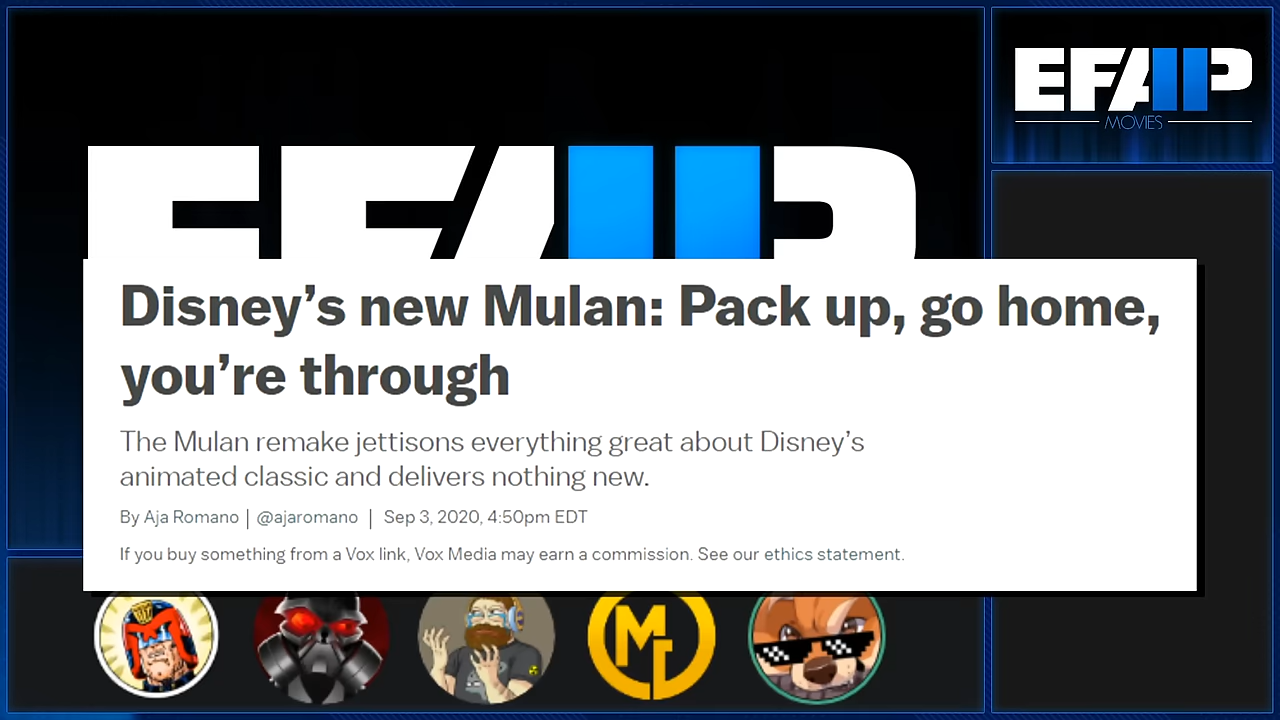 EFAP
MOVIES
EFAP
Disney's new Mulan: Pack up, go home,
you're through
The Mulan remake jettisons everything great about Disney's
animated classic and delivers nothing new.
By Aja Romano | @ajaromano | Sep 3, 2020, 4:50pm EDT
If you buy something from a Vox link, Vox Media may earn a commission. See our ethics statement.